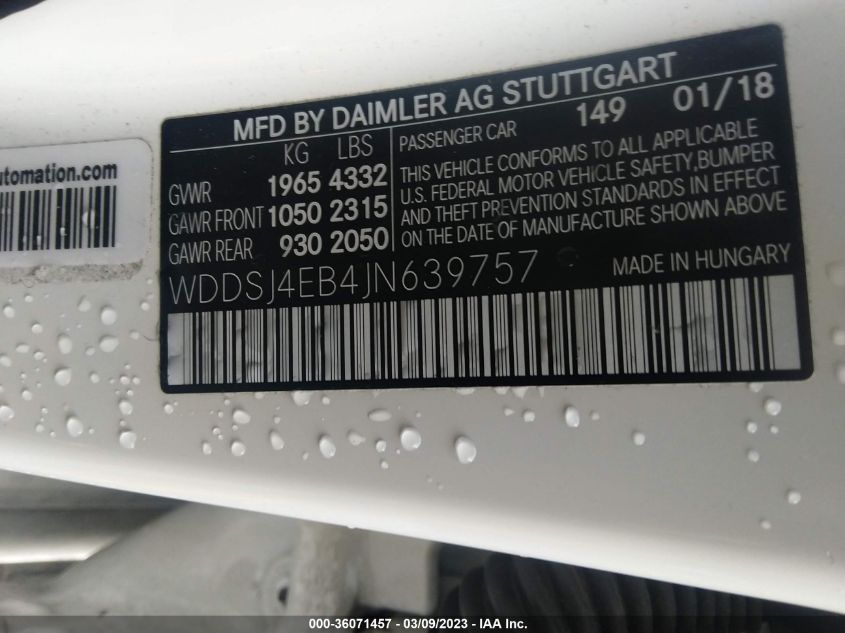 utomation.com
MFD BY DAIMLER AG STUTTGART
KG LBS
GVWR 1965 4332
GAWR FRONT 1050 2315
GAWR REAR 930 2050
PASSENGER CAR 149 01/18
THIS VEHICLE CONFORMS TO ALL APPLICABLE
U.S. FEDERAL MOTOR VEHICLE SAFETY, BUMPER
AND THEFT PREVENTION STANDARDS IN EFFECT
ON THE DATE OF MANUFACTURE SHOWN ABOVE
WDDSJ4EB4JN639757 MADE IN HUNGARY
000-36071457 - 03/09/2023 - IAA Inc.